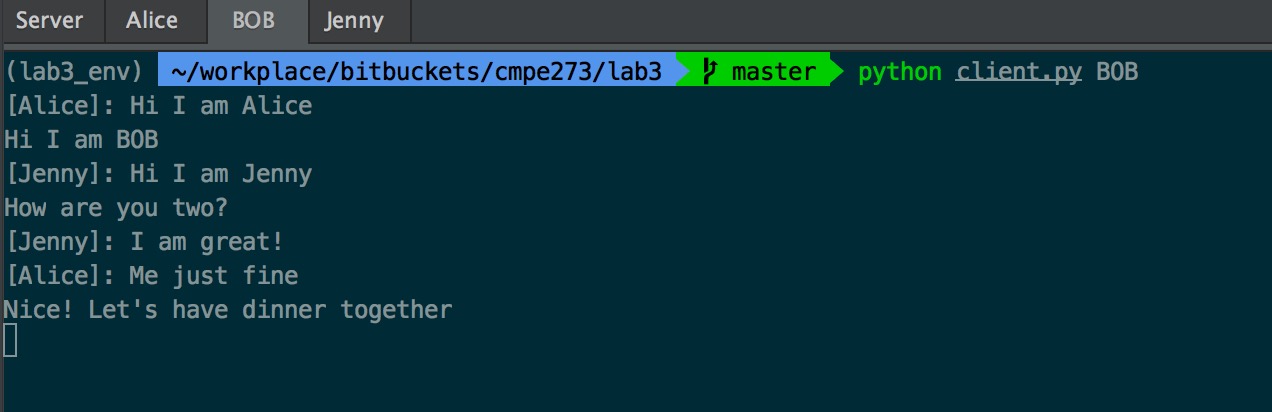 Server Alice BOB Jenny
(lab3_env) ~/workplace/bitbuckets/cmpe273/lab3 master python client.py BOB
[Alice]: Hi I am Alice
Hi I am BOB
[Jenny]: Hi I am Jenny
How are you two?
[Jenny]: I am great!
[Alice]: Me just fine
Nice! Let's have dinner together